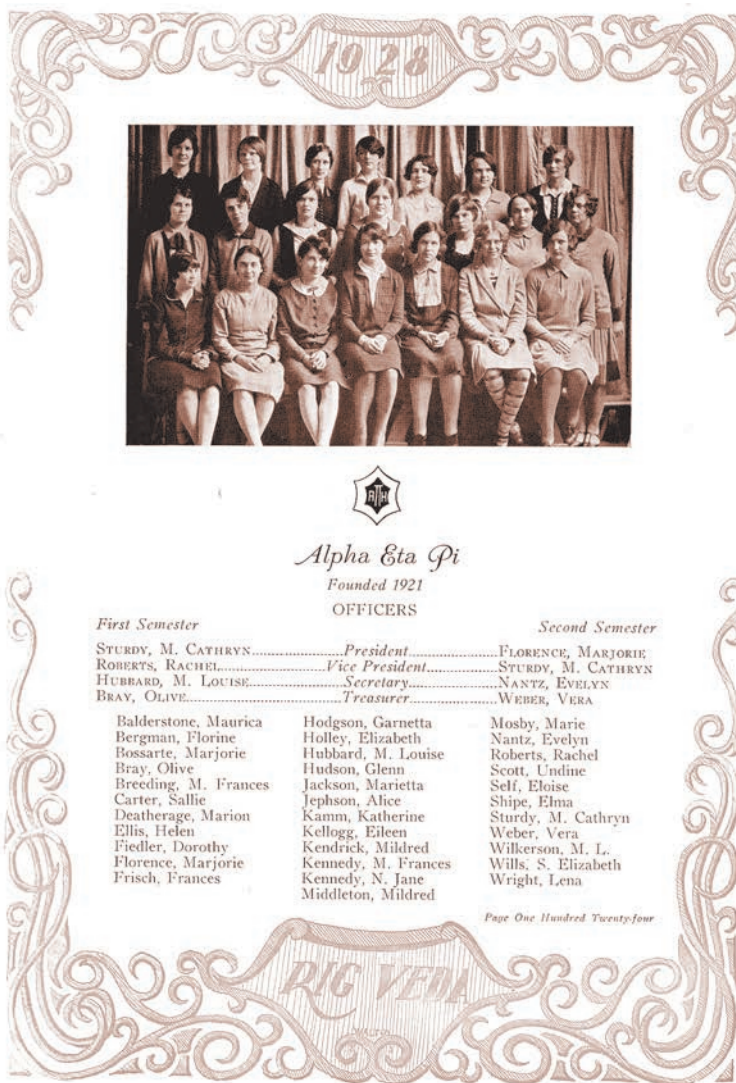 1928
ΑΠΗ
Alpha Eta Pi
Founded 1921
OFFICERS
First Semester Second Semester
STURDY, M. CATHRYN President FLORENCE, MARJORIE
ROBERTS, RACHEL Vice President STURDY, M. CATHRYN
HUBBARD, M. LOUISE Secretary NANTZ, EVELYN
BRAY, OLIVE Treasurer WEBER, VERA
Balderstone, Maurica
Bergman, Florine
Bossarte, Marjorie
Bray, Olive
Breeding, M. Frances
Carter, Sallie
Deatherage, Marion
Ellis, Helen
Fiedler, Dorothy
Florence, Marjorie
Frisch, Frances
Hodgson, Garnetta
Holley, Elizabeth
Hubbard, M. Louise
Hudson, Glenn
Jackson, Marietta
Jephson, Alice
Kamm, Katherine
Kellogg, Eileen
Kendrick, Mildred
Kennedy, M. Frances
Kennedy, N. Jane
Middleton, Mildred
Mosby, Marie
Nantz, Evelyn
Roberts, Rachel
Scott, Undine
Self, Eloise
Shipe, Elma
Sturdy, M. Cathryn
Weber, Vera
Wilkerson, M. L.
Wills, S. Elizabeth
Wright, Lena
Page One Hundred Twenty-four
RIG VEDA